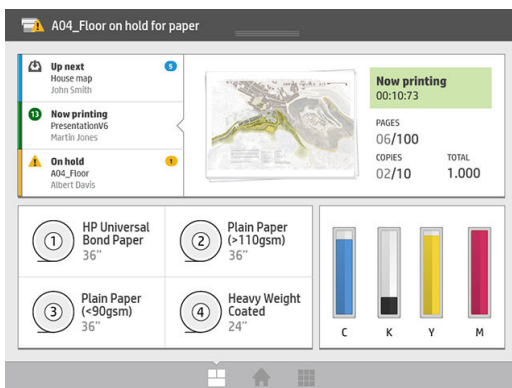 A04_Floor on hold for paper
Up next
5
House map
John Smith
13
Now printing
PresentationV6
Martin Jones
On hold
1
A04_Floor
Albert Davis
Now printing
00:10:73
PAGES
06/100
COPIES
TOTAL
02/10
1.000
1
HP Universal
Bond Paper
36"
2
Plain Paper
(>110gsm)
36"
3
Plain Paper
(<90gsm)
36"
4
Heavy Weight
Coated
24"
C
K
Y
M